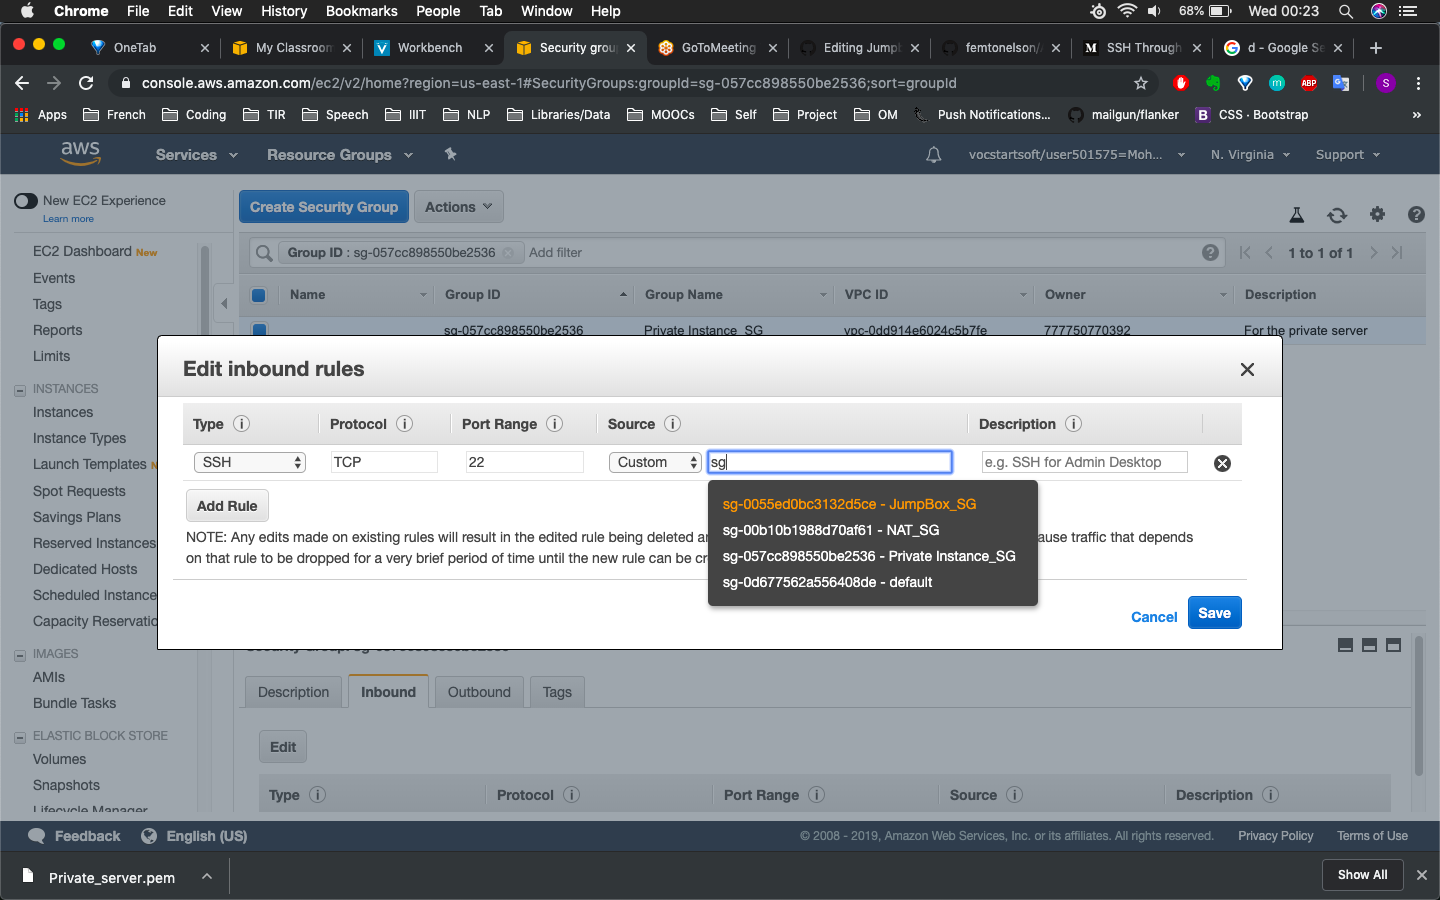 Chrome File Edit View History Bookmarks People Tab Window Help 68% Wed 00:23
OneTab My Classroom Workbench Security grou GoToMeeting Editing Jump femtonelson/ SSH Through d - Google Se
console.aws.amazon.com/ec2/v2/home?region=us-east-1#SecurityGroups:groupId=sg-057cc898550be2536;sort=groupId
Apps French Coding TIR Speech IIIT NLP Libraries/Data MOOCs Self Project OM Push Notifications... mailgun/flanker CSS · Bootstrap »
aws Services Resource Groups vocstartsoft/user501575=Moh... N. Virginia Support
New EC2 Experience
Learn more
Create Security Group Actions
EC2 Dashboard New
Events
Tags
Reports
Limits
INSTANCES
Instances
Instance Types
Launch Templates N
Spot Requests
Savings Plans
Reserved Instances
Dedicated Hosts
Scheduled Instance
Capacity Reservatio
IMAGES
AMIs
Bundle Tasks
ELASTIC BLOCK STORE
Volumes
Snapshots
Lifecycle Manager
Group ID : sg-057cc898550be2536 Add filter 1 to 1 of 1
Name Group ID Group Name VPC ID Owner Description
sg-057cc898550be2536 Private Instance_SG vpc-0dd914e6024c5b7fe 777750770392 For the private server
Edit inbound rules
Type Protocol Port Range Source Description
SSH TCP 22 Custom sg e.g. SSH for Admin Desktop
sg-0055ed0bc3132d5ce - JumpBox_SG
sg-00b10b1988d70af61 - NAT_SG
sg-057cc898550be2536 - Private Instance_SG
sg-0d677562a556408de - default
Add Rule
NOTE: Any edits made on existing rules will result in the edited rule being deleted a ause traffic that depends
on that rule to be dropped for a very brief period of time until the new rule can be cr
Cancel Save
Description Inbound Outbound Tags
Edit
Type Protocol Port Range Source Description
Feedback English (US) © 2008 - 2019, Amazon Web Services, Inc. or its affiliates. All rights reserved. Privacy Policy Terms of Use
Private_server.pem Show All